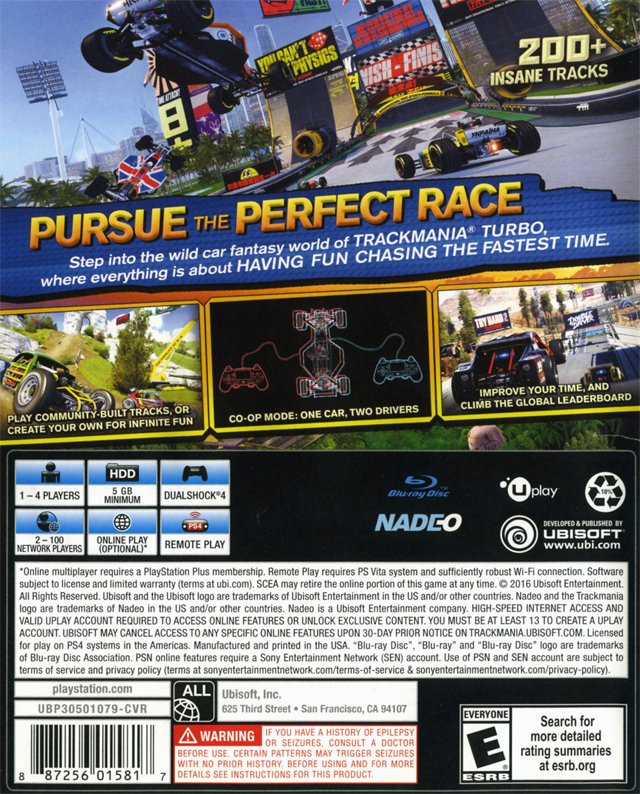 YOU CAN'T
PHYSICS
VISH - FINIS
200+
INSANE TRACKS
УКРАЇНА
PURSUE THE PERFECT RACE
Step into the wild car fantasy world of TRACKMANIA® TURBO,
where everything is about HAVING FUN CHASING THE FASTEST TIME.
TRY HARD 2
PLAY COMMUNITY-BUILT TRACKS, OR
CREATE YOUR OWN FOR INFINITE FUN
CO-OP MODE: ONE CAR, TWO DRIVERS
IMPROVE YOUR TIME, AND
CLIMB THE GLOBAL LEADERBOARD
1 – 4 PLAYERS
HDD
5 GB
MINIMUM
DUALSHOCK®4
2 – 100
NETWORK PLAYERS
ONLINE PLAY
(OPTIONAL)*
PS4
REMOTE PLAY
Blu-ray Disc™
Uplay
10%
NADEO
DEVELOPED & PUBLISHED BY
UBISOFT®
www.ubi.com
*Online multiplayer requires a PlayStation Plus membership. Remote Play requires PS Vita system and sufficiently robust Wi-Fi connection. Software
subject to license and limited warranty (terms at ubi.com). SCEA may retire the online portion of this game at any time. © 2016 Ubisoft Entertainment.
All Rights Reserved. Ubisoft and the Ubisoft logo are trademarks of Ubisoft Entertainment in the US and/or other countries. Nadeo and the Trackmania
logo are trademarks of Nadeo in the US and/or other countries. Nadeo is a Ubisoft Entertainment company. HIGH-SPEED INTERNET ACCESS AND
VALID UPLAY ACCOUNT REQUIRED TO ACCESS ONLINE FEATURES OR UNLOCK EXCLUSIVE CONTENT. YOU MUST BE AT LEAST 13 TO CREATE A UPLAY
ACCOUNT. UBISOFT MAY CANCEL ACCESS TO ANY SPECIFIC ONLINE FEATURES UPON 30-DAY PRIOR NOTICE ON TRACKMANIA.UBISOFT.COM. Licensed
for play on PS4 systems in the Americas. Manufactured and printed in the USA. “Blu-ray Disc”, “Blu-ray” and “Blu-ray Disc” logo are trademarks
of Blu-ray Disc Association. PSN online features require a Sony Entertainment Network (SEN) account. Use of PSN and SEN account are subject to
terms of service and privacy policy (terms at sonyentertainmentnetwork.com/terms-of-service & sonyentertainmentnetwork.com/privacy-policy).
playstation.com
UBP30501079-CVR
ALL
Ubisoft, Inc.
625 Third Street • San Francisco, CA 94107
WARNING
IF YOU HAVE A HISTORY OF EPILEPSY
OR SEIZURES, CONSULT A DOCTOR
BEFORE USE. CERTAIN PATTERNS MAY TRIGGER SEIZURES
WITH NO PRIOR HISTORY. BEFORE USING AND FOR MORE
DETAILS SEE INSTRUCTIONS FOR THIS PRODUCT.
8 87256 01581 7
EVERYONE
E
ESRB
Search for
more detailed
rating summaries
at esrb.org